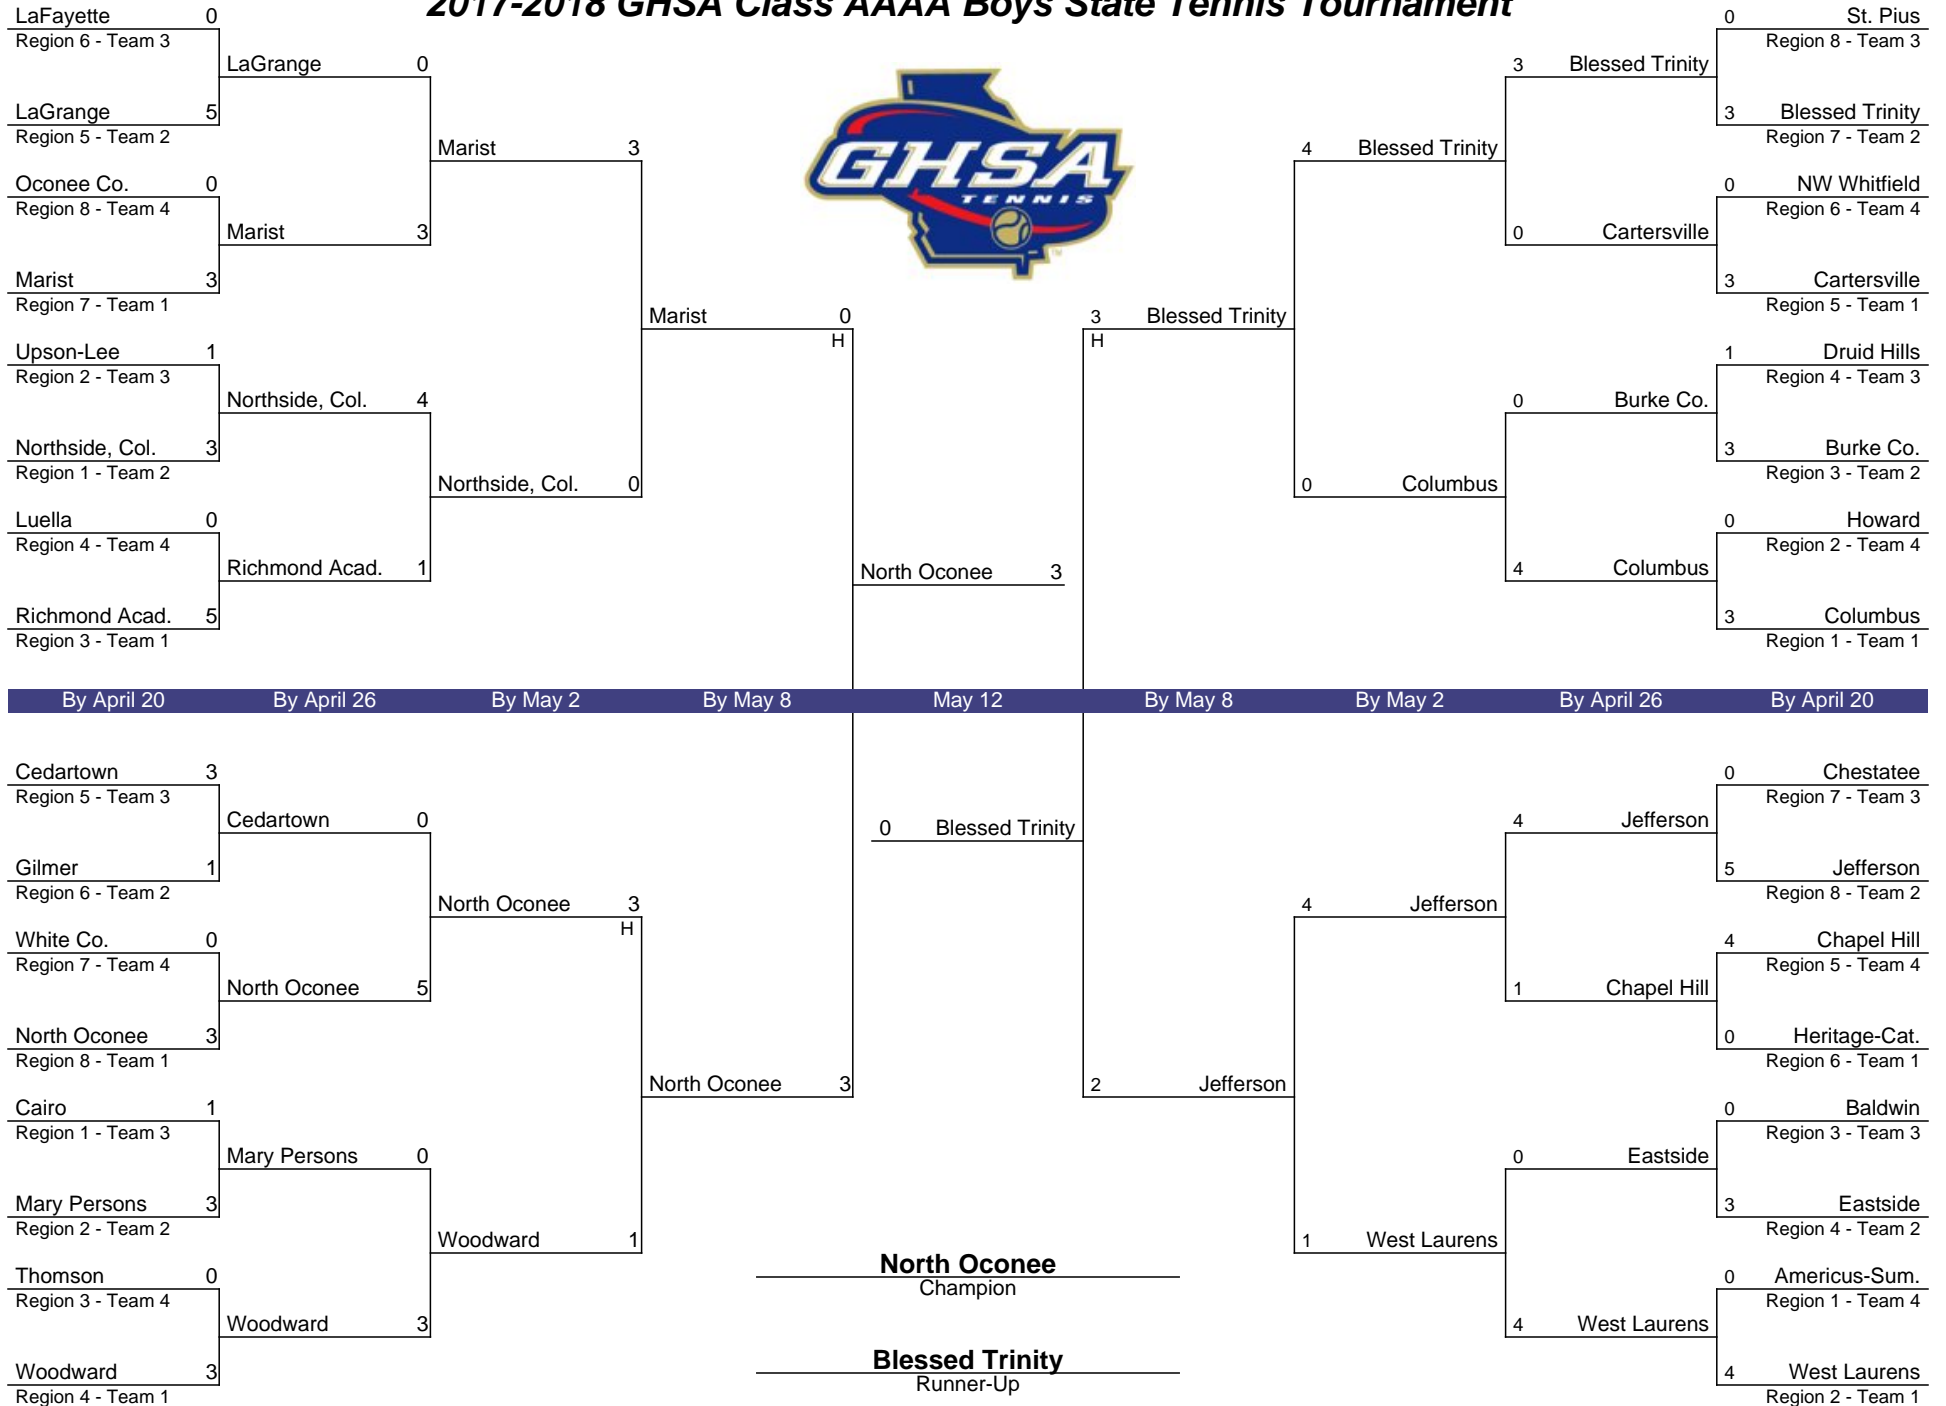 2017-2018 GHSA Class AAAA Boys State Tennis Tournament
GHSA
TENNIS
TM
LaFayette 0
Region 6 - Team 3
LaGrange 5
Region 5 - Team 2
Oconee Co. 0
Region 8 - Team 4
Marist 3
Region 7 - Team 1
Upson-Lee 1
Region 2 - Team 3
Northside, Col. 3
Region 1 - Team 2
Luella 0
Region 4 - Team 4
Richmond Acad. 5
Region 3 - Team 1
LaGrange 0
Marist 3
Northside, Col. 4
Richmond Acad. 1
Marist 3
Northside, Col. 0
Marist 0
H
North Oconee 3
3 Blessed Trinity
H
4 Blessed Trinity
0 Columbus
3 Blessed Trinity
0 Cartersville
0 Burke Co.
4 Columbus
0 St. Pius
Region 8 - Team 3
3 Blessed Trinity
Region 7 - Team 2
0 NW Whitfield
Region 6 - Team 4
3 Cartersville
Region 5 - Team 1
1 Druid Hills
Region 4 - Team 3
3 Burke Co.
Region 3 - Team 2
0 Howard
Region 2 - Team 4
3 Columbus
Region 1 - Team 1
By April 20 By April 26 By May 2 By May 8 May 12 By May 8 By May 2 By April 26 By April 20
Cedartown 3
Region 5 - Team 3
Gilmer 1
Region 6 - Team 2
White Co. 0
Region 7 - Team 4
North Oconee 3
Region 8 - Team 1
Cairo 1
Region 1 - Team 3
Mary Persons 3
Region 2 - Team 2
Thomson 0
Region 3 - Team 4
Woodward 3
Region 4 - Team 1
Cedartown 0
North Oconee 5
Mary Persons 0
Woodward 3
North Oconee 3
H
Woodward 1
North Oconee 3
0 Blessed Trinity
2 Jefferson
4 Jefferson
1 West Laurens
4 Jefferson
1 Chapel Hill
0 Eastside
4 West Laurens
0 Chestatee
Region 7 - Team 3
5 Jefferson
Region 8 - Team 2
4 Chapel Hill
Region 5 - Team 4
0 Heritage-Cat.
Region 6 - Team 1
0 Baldwin
Region 3 - Team 3
3 Eastside
Region 4 - Team 2
0 Americus-Sum.
Region 1 - Team 4
4 West Laurens
Region 2 - Team 1
North Oconee
Champion
Blessed Trinity
Runner-Up